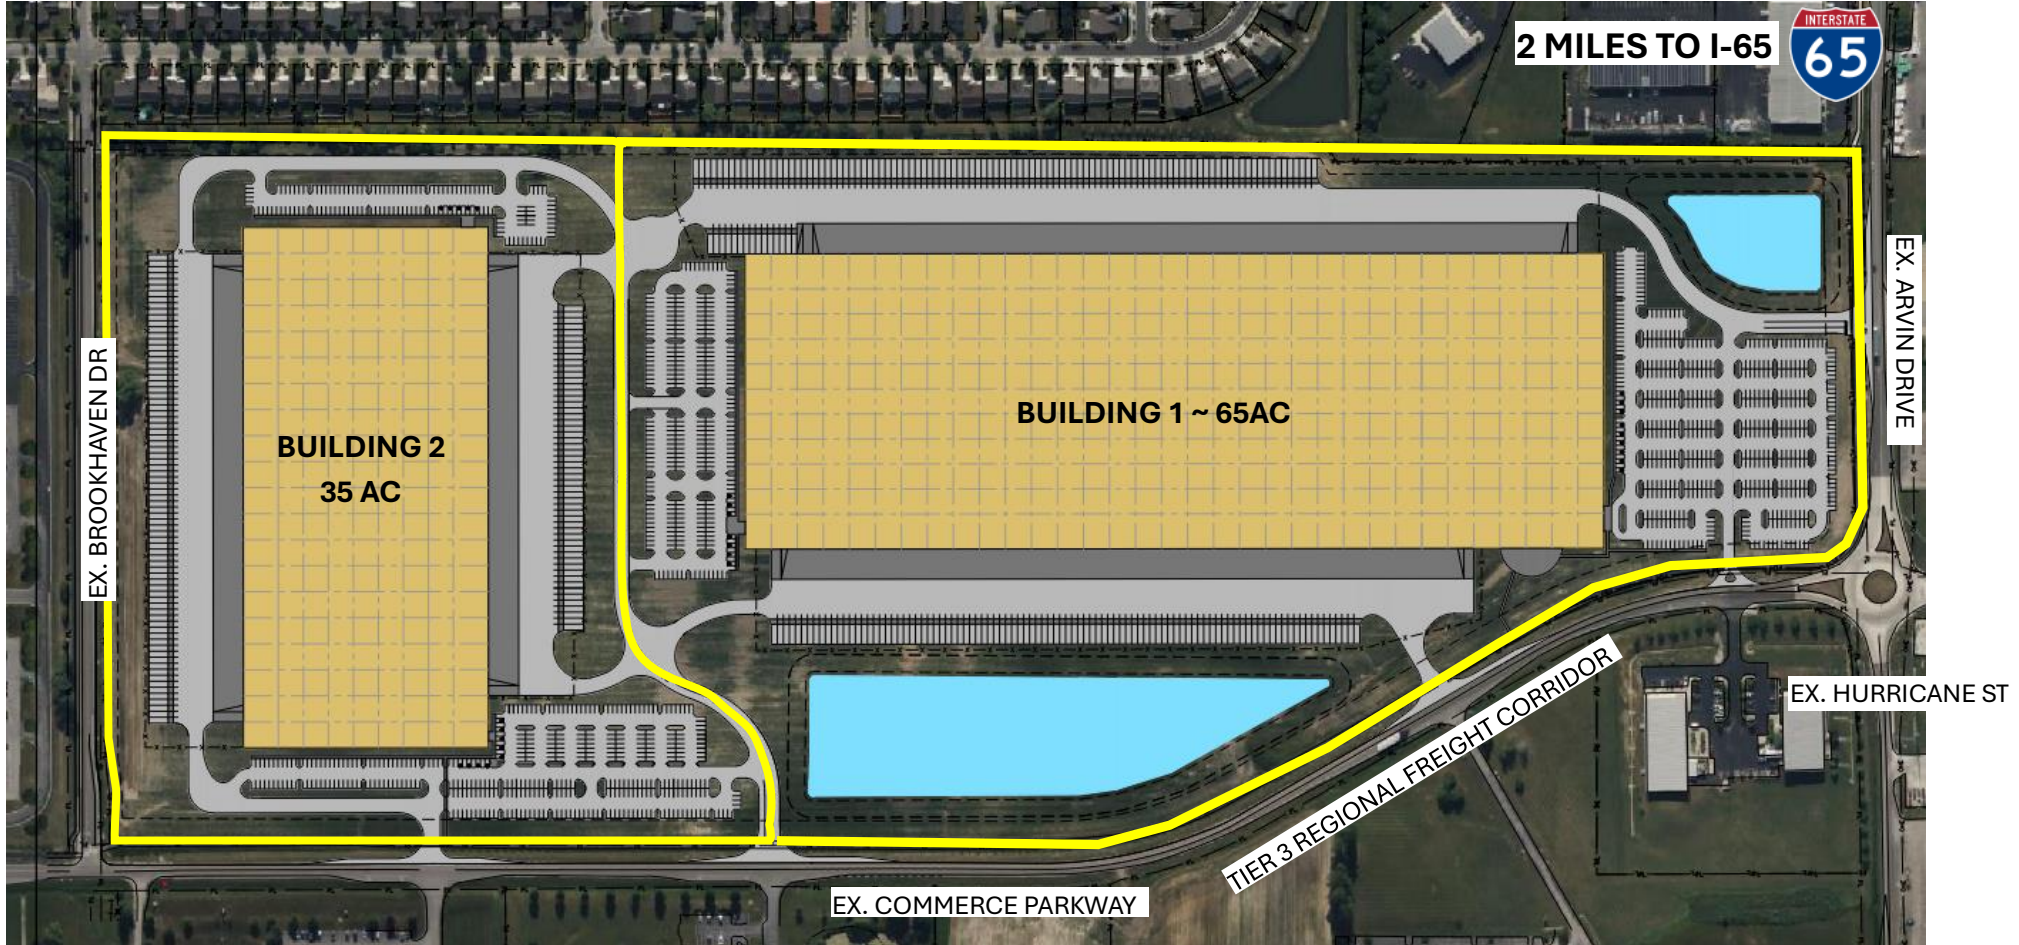 2 MILES TO I-65
INTERSTATE
65
EX. BROOKHAVEN DR
BUILDING 2
35 AC
BUILDING 1 ~ 65AC
EX. ARVIN DRIVE
EX. HURRICANE ST
TIER 3 REGIONAL FREIGHT CORRIDOR
EX. COMMERCE PARKWAY